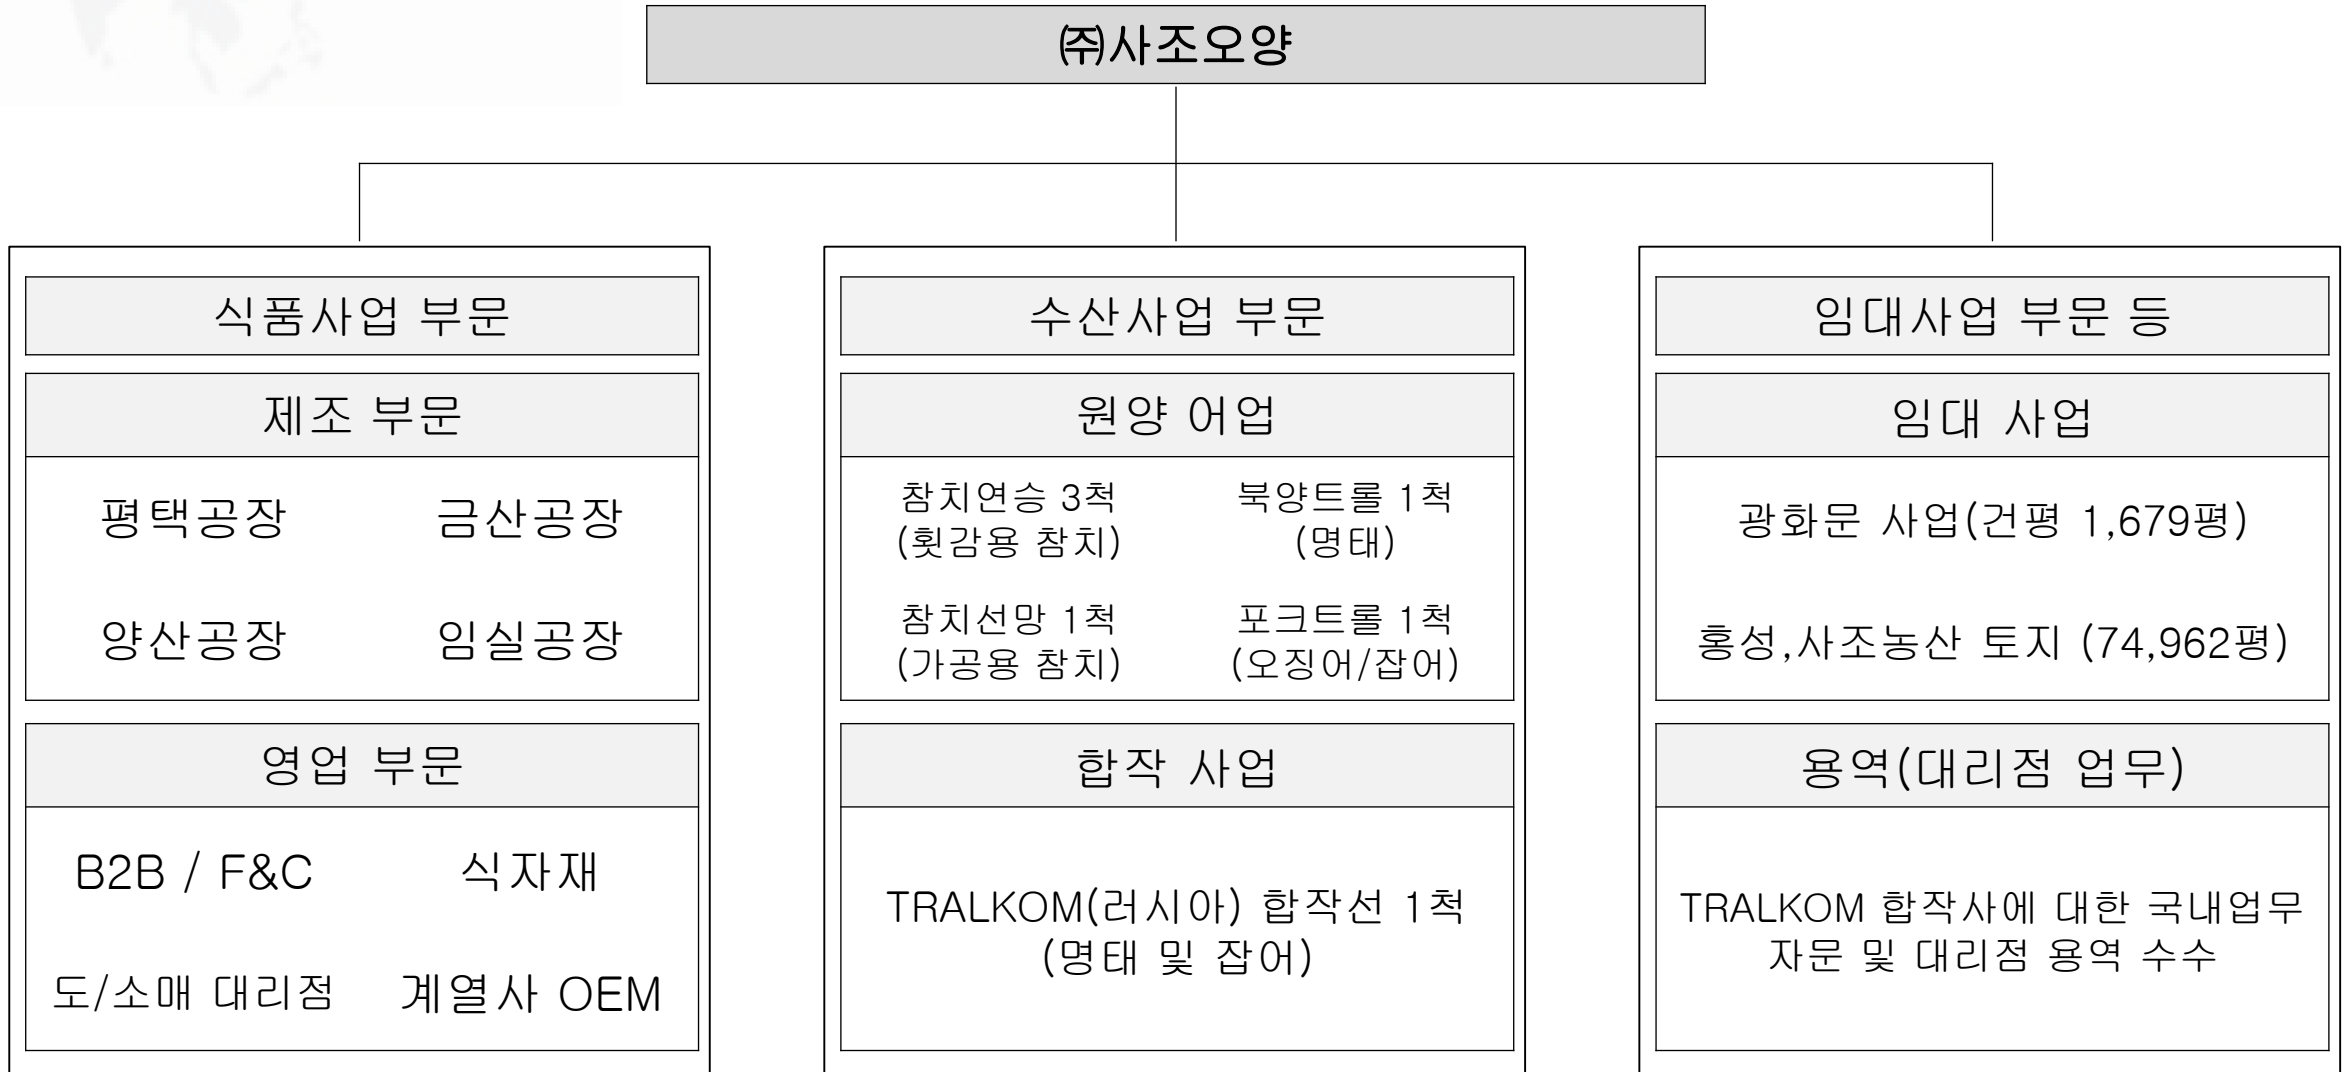 ㈜사조오양
식품사업 부문
제조 부문
평택공장 금산공장
양산공장 임실공장
영업 부문
B2B / F&C 식자재
도/소매 대리점 계열사 OEM
수산사업 부문
원양 어업
참치연승 3척 북양트롤 1척
(횟감용 참치) (명태)
참치선망 1척 포크트롤 1척
(가공용 참치) (오징어/잡어)
합작 사업
TRALKOM(러시아) 합작선 1척
(명태 및 잡어)
임대사업 부문 등
임대 사업
광화문 사업(건평 1,679평)
홍성,사조농산 토지 (74,962평)
용역(대리점 업무)
TRALKOM 합작사에 대한 국내업무
자문 및 대리점 용역 수수